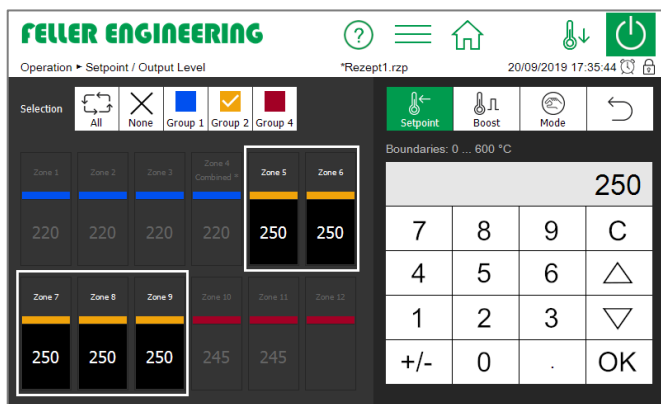 FELLER ENGINEERING
?
Operation ► Setpoint / Output Level
*Rezept1.rzp
20/09/2019 17:35:44
Selection
All
None
Group 1
Group 2
Group 4
Setpoint
Boost
Mode
Boundaries: 0 ... 600 °C
Zone 1
Zone 2
Zone 3
Zone 4
Combined
Zone 5
Zone 6
220
220
220
220
250
250
Zone 7
Zone 8
Zone 9
Zone 10
Zone 11
Zone 12
250
250
250
245
245
250
7 8 9 C
4 5 6
1 2 3
+/- 0 . OK